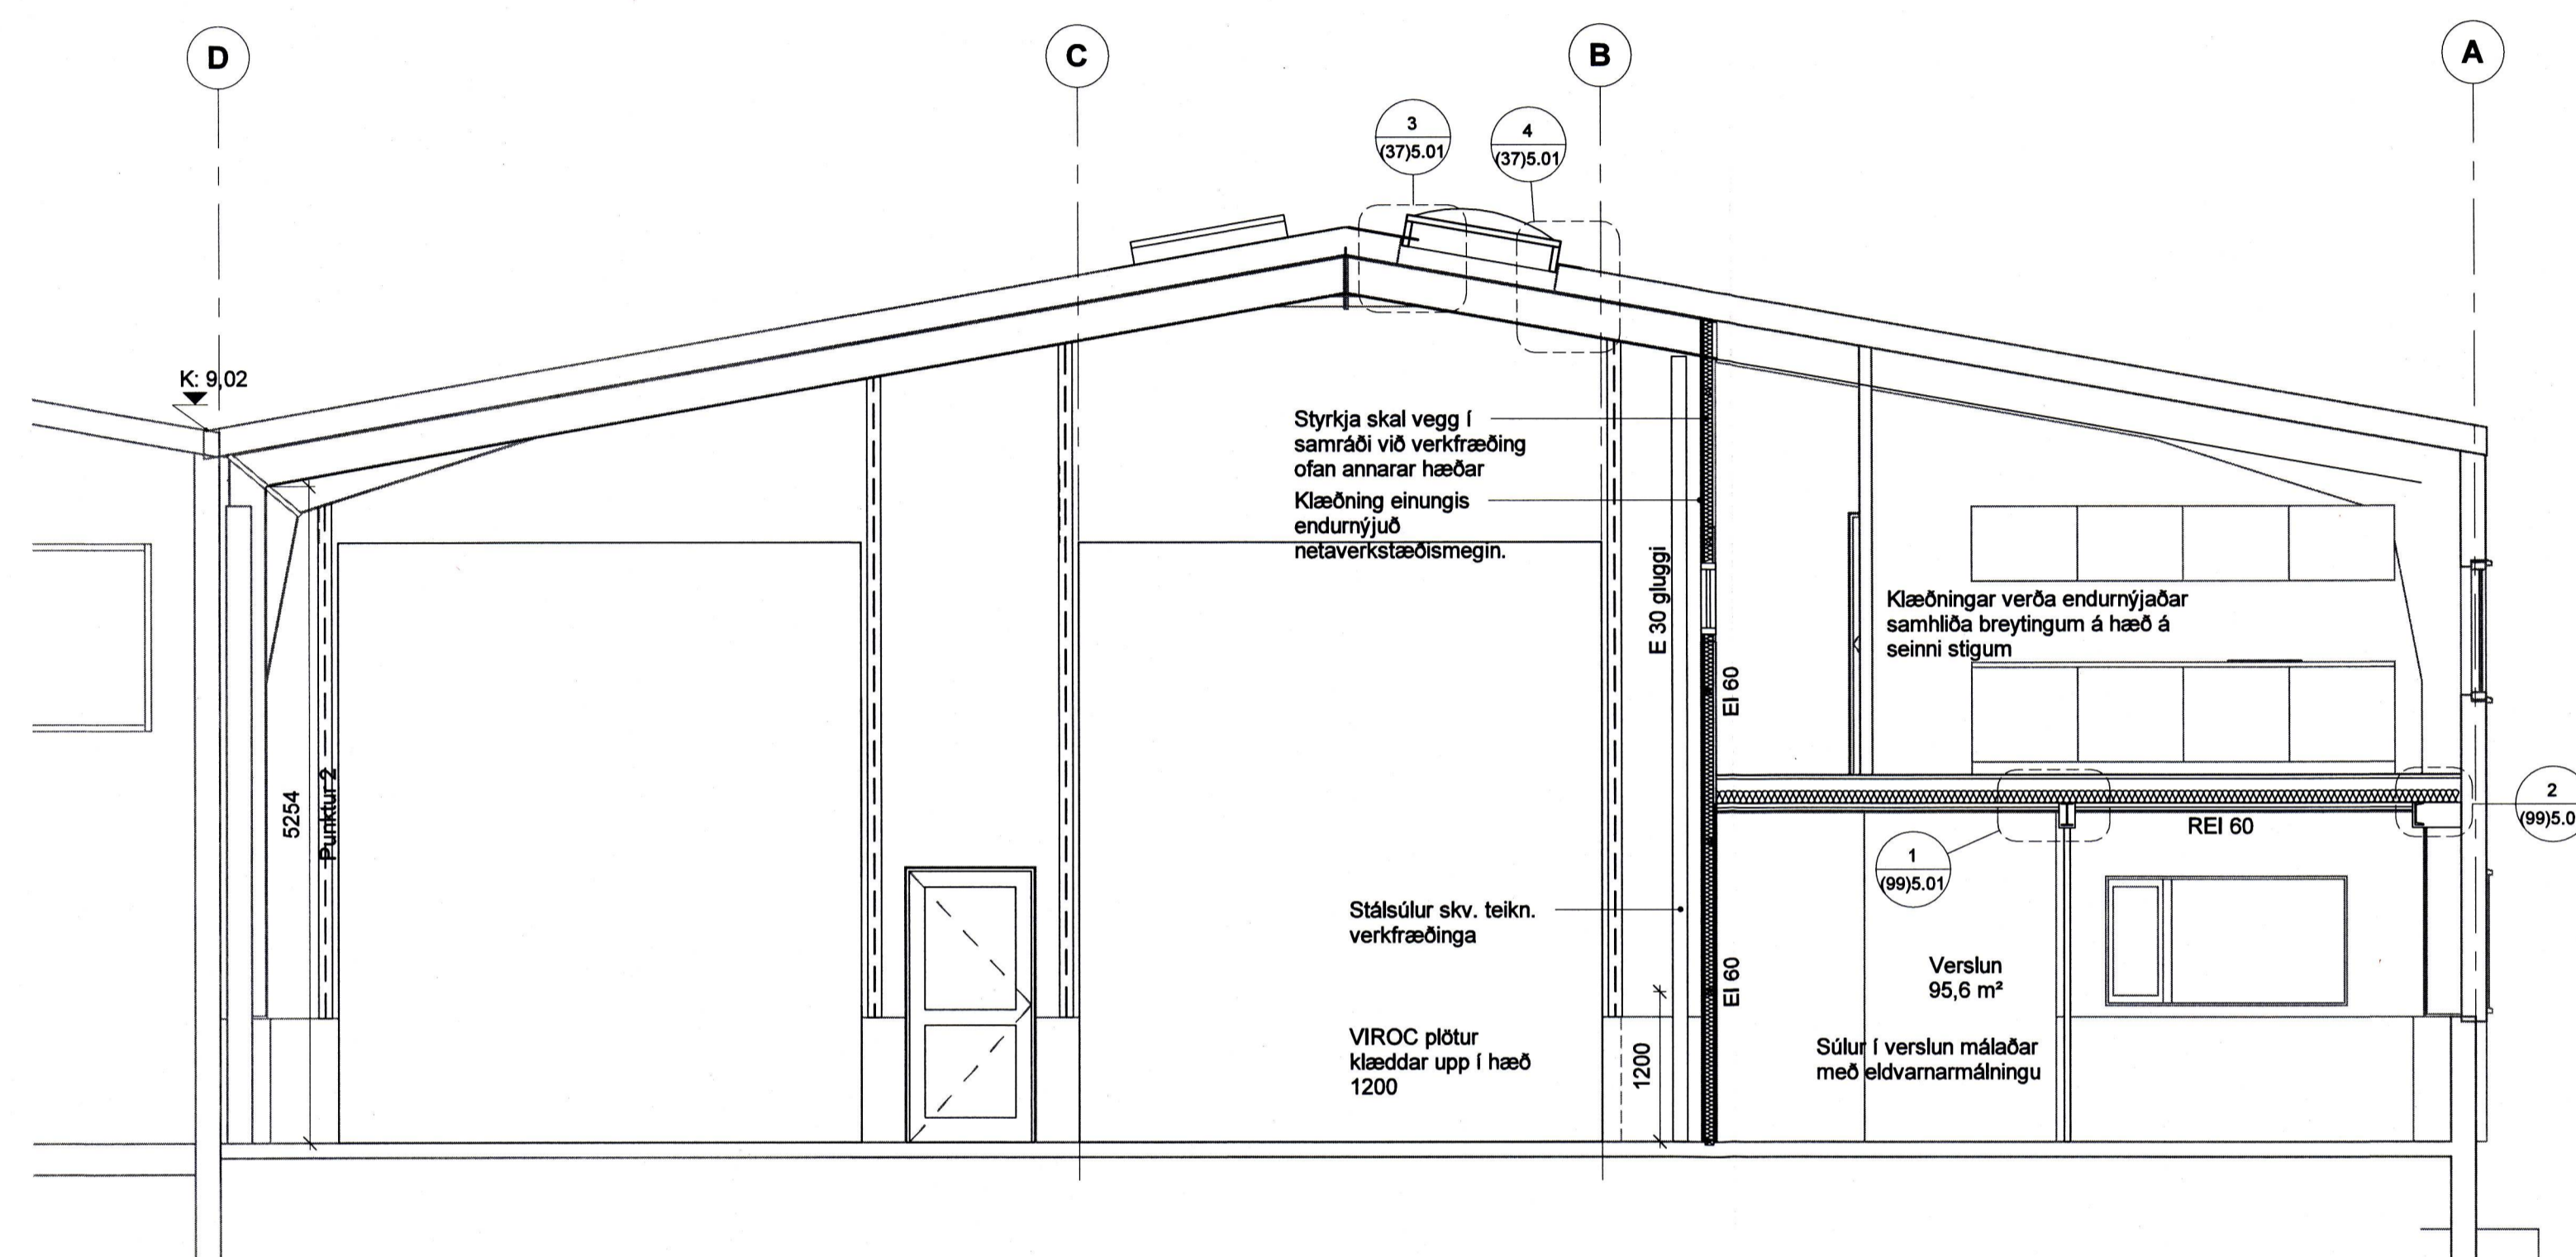 D
C
B
A
3
(37)5.01
4
(37)5.01
K: 9,02
Styrkja skal vegg í
samráði við verkfræðing
ofan annarar hæðar
Klæðning einungis
endurnýjuð
netaverkstæðismegin.
E 30 gluggi
EI 60
Klæðningar verða endurnýjaðar
samhliða breytingum á hæð á
seinni stigum
5254
Punktur 2
REI 60
1
(99)5.01
2
(99)5.0
Stálsúlur skv. teikn.
verkfræðinga
EI 60
Verslun
95,6 m²
VIROC plötur
klæddar upp í hæð
1200
1200
Súlur í verslun málaðar
með eldvarnarmálningu